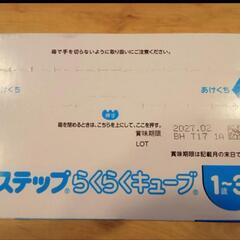 箱で手を切らないように取り扱いにご注意ください。
あけくち
あけくち
押す
箱を閉めるときは、こちらを上にして、ここを押す。
賞味期限 2027.02
LOT BH T17 1A
賞味期限は記載月の末日で
ステップらくらくキューブ
1~3